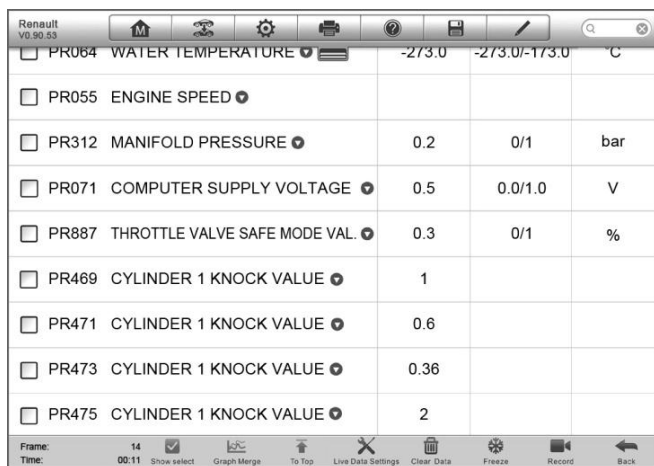 Renault
V0.90.53
M
PR064 WATER TEMPERATURE -273.0 -273.0/-173.0 °C
PR055 ENGINE SPEED
PR312 MANIFOLD PRESSURE 0.2 0/1 bar
PR071 COMPUTER SUPPLY VOLTAGE 0.5 0.0/1.0 V
PR887 THROTTLE VALVE SAFE MODE VAL. 0.3 0/1 %
PR469 CYLINDER 1 KNOCK VALUE 1
PR471 CYLINDER 1 KNOCK VALUE 0.6
PR473 CYLINDER 1 KNOCK VALUE 0.36
PR475 CYLINDER 1 KNOCK VALUE 2
Frame: 14
Time: 00:11 Show select Graph Merge To Top Live Data Settings Clear Data Freeze Record Back